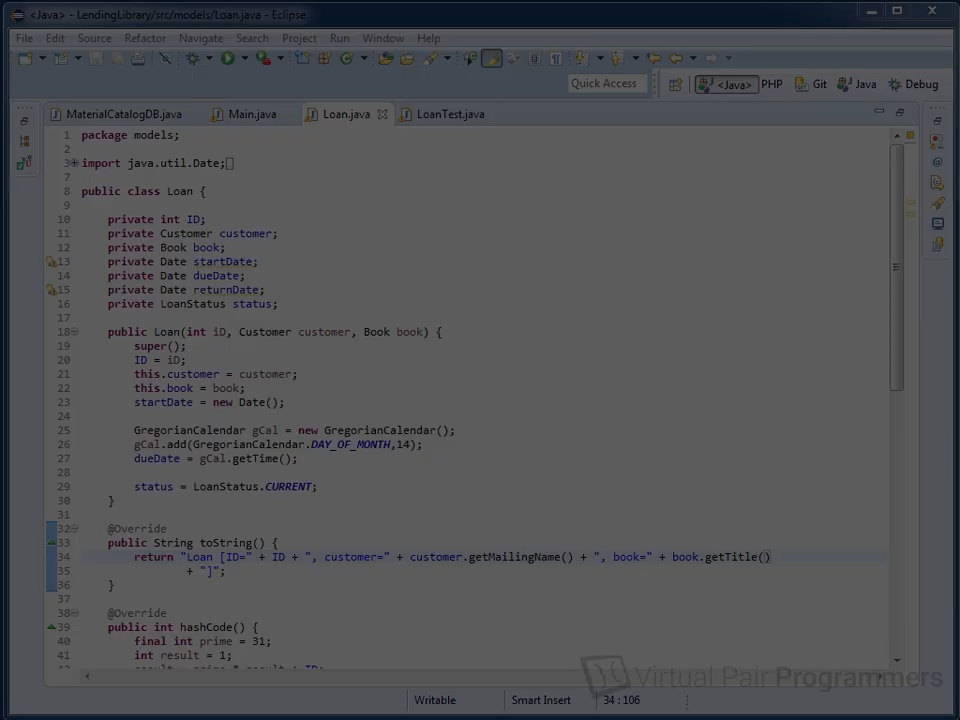 <Java> - LendingLibrary/src/models/Loan.java - Eclipse
File Edit Source Refactor Navigate Search Project Run Window Help
Quick Access <Java> PHP Git Java Debug
MaterialCatalogDB.java Main.java Loan.java LoanTest.java
1 package models;
2
3 import java.util.Date;
7
8 public class Loan {
9
10 private int ID;
11 private Customer customer;
12 private Book book;
13 private Date startDate;
14 private Date dueDate;
15 private Date returnDate;
16 private LoanStatus status;
17
18 public Loan(int iD, Customer customer, Book book) {
19 super();
20 ID = iD;
21 this.customer = customer;
22 this.book = book;
23 startDate = new Date();
24
25 GregorianCalendar gCal = new GregorianCalendar();
26 gCal.add(GregorianCalendar.DAY_OF_MONTH,14);
27 dueDate = gCal.getTime();
28
29 status = LoanStatus.CURRENT;
30 }
31
32 @Override
33 public String toString() {
34 return "Loan [ID=" + ID + ", customer=" + customer.getMailingName() + ", book=" + book.getTitle()
35 + "]";
36 }
37
38 @Override
39 public int hashCode() {
40 final int prime = 31;
41 int result = 1;
42 result = prime * result + ID;
Virtual Pair Programmers
Writable Smart Insert 34 : 106